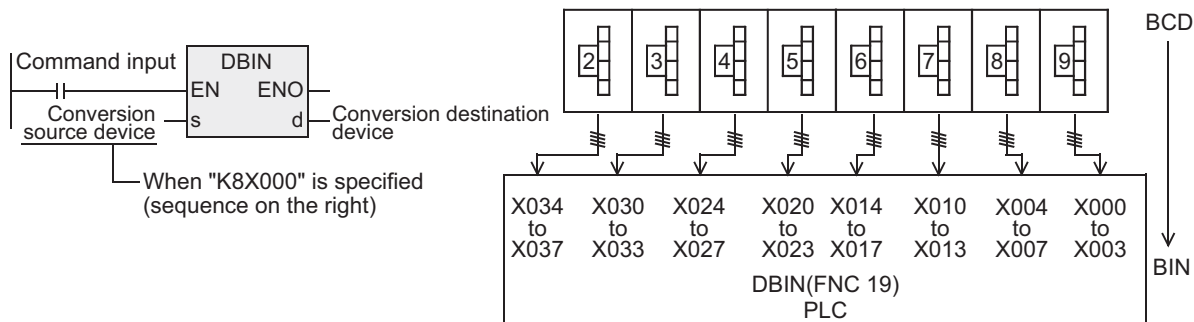 Command input
DBIN
EN ENO
Conversion source device
s d
Conversion destination device
When "K8X000" is specified
(sequence on the right)
2 3 4 5 6 7 8 9
BCD
X034 X030 X024 X020 X014 X010 X004 X000
to to to to to to to to
X037 X033 X027 X023 X017 X013 X007 X003
BIN
DBIN(FNC 19)
PLC